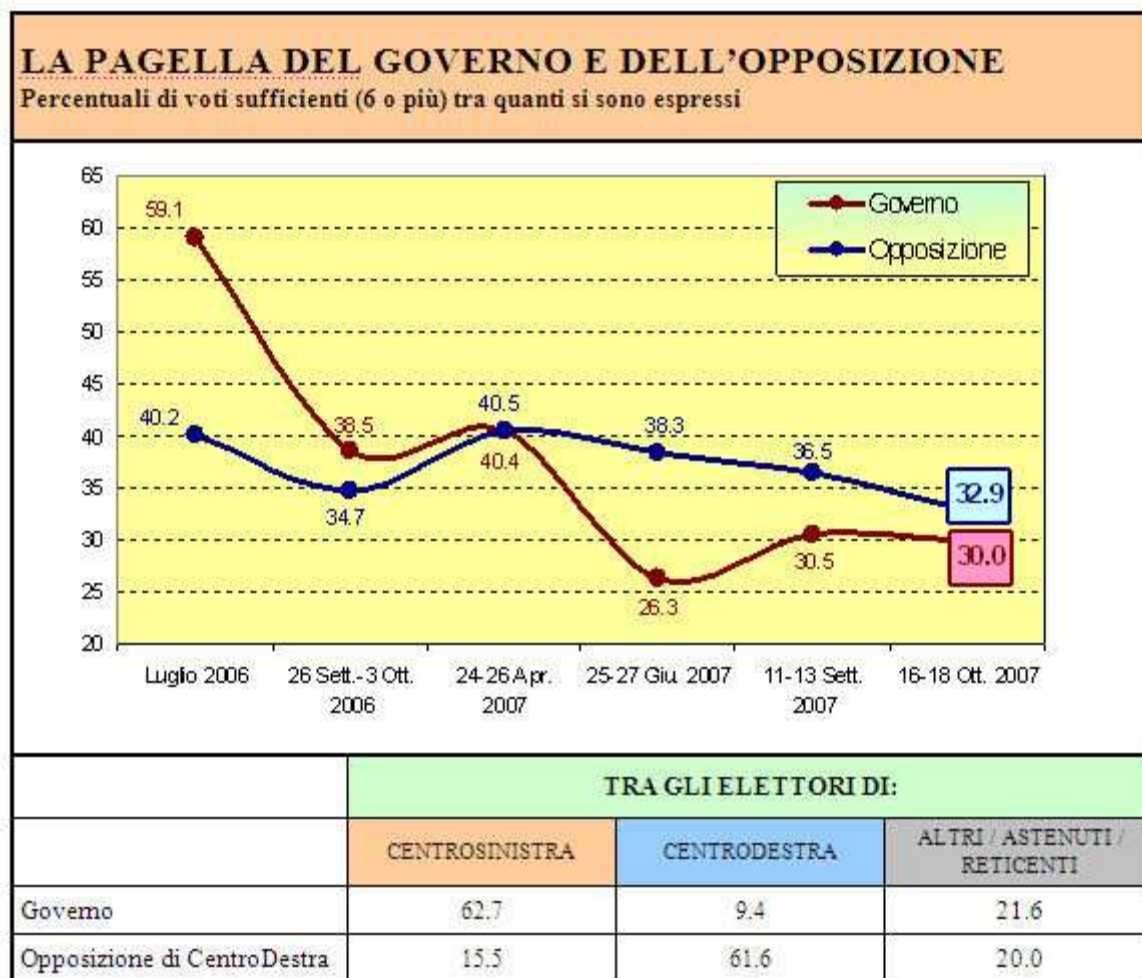 LA PAGELLA DEL GOVERNO E DELL'OPPOSIZIONE
Percentuali di voti sufficienti (6 o più) tra quanti si sono espressi
65
60
55
50
45
40
35
30
25
20
Governo
Opposizione
59.1
38.5
40.4
26.3
30.5
30.0
40.2
34.7
40.5
38.3
36.5
32.9
Luglio 2006
26 Sett.-3 Ott.
2006
24-26 Apr.
2007
25-27 Giu. 2007
11-13 Sett.
2007
16-18 Ott. 2007
TRA GLI ELETTORI DI:
CENTROSINISTRA
CENTRODESTRA
ALTRI / ASTENUTI /
RETICENTI
Governo 62.7 9.4 21.6
Opposizione di CentroDestra 15.5 61.6 20.0